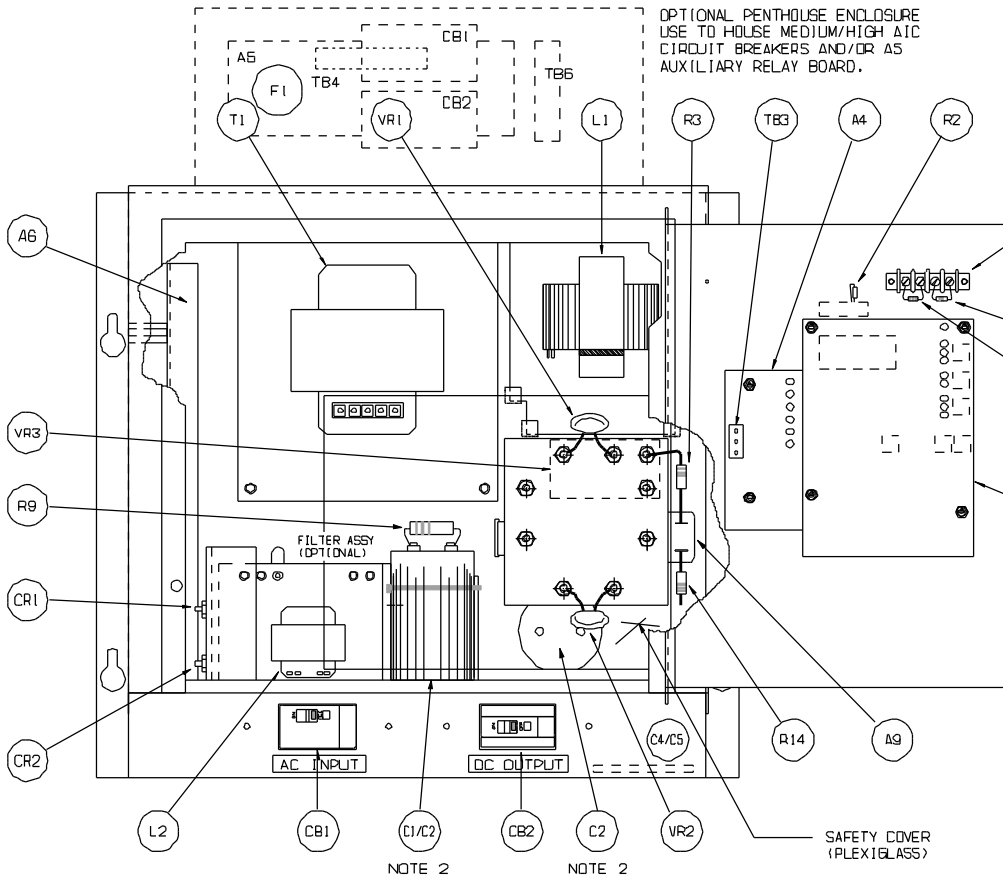 OPTIONAL PENTHOUSE ENCLOSURE
USE TO HOUSE MEDIUM/HIGH AIC
CIRCUIT BREAKERS AND/OR A5
AUXILIARY RELAY BOARD.
A5
F1
TB4
CB1
CB2
TB6
T1
VR1
L1
R3
TB3
A4
R2
A6
VR3
R9
FILTER ASSY
(OPTIONAL)
CR1
CR2
AC INPUT
DC OUTPUT
C4/C5
R14
A9
L2
CB1
C1/C2
CB2
C2
VR2
NOTE 2
NOTE 2
SAFETY COVER
(PLEXIGLASS)